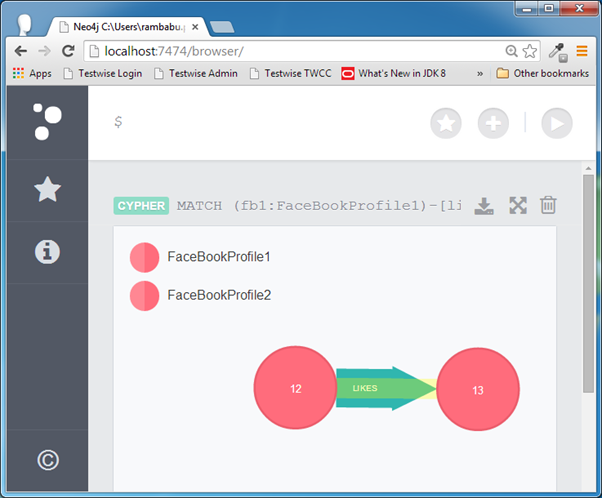 Neo4j C:\Users\rambabu.
localhost:7474/browser/
Apps Testwise Login Testwise Admin Testwise TWCC What's New in JDK 8 » Other bookmarks
$
CYPHER MATCH (fb1:FaceBookProfile1)-[li
FaceBookProfile1
FaceBookProfile2
12 LIKES 13
©